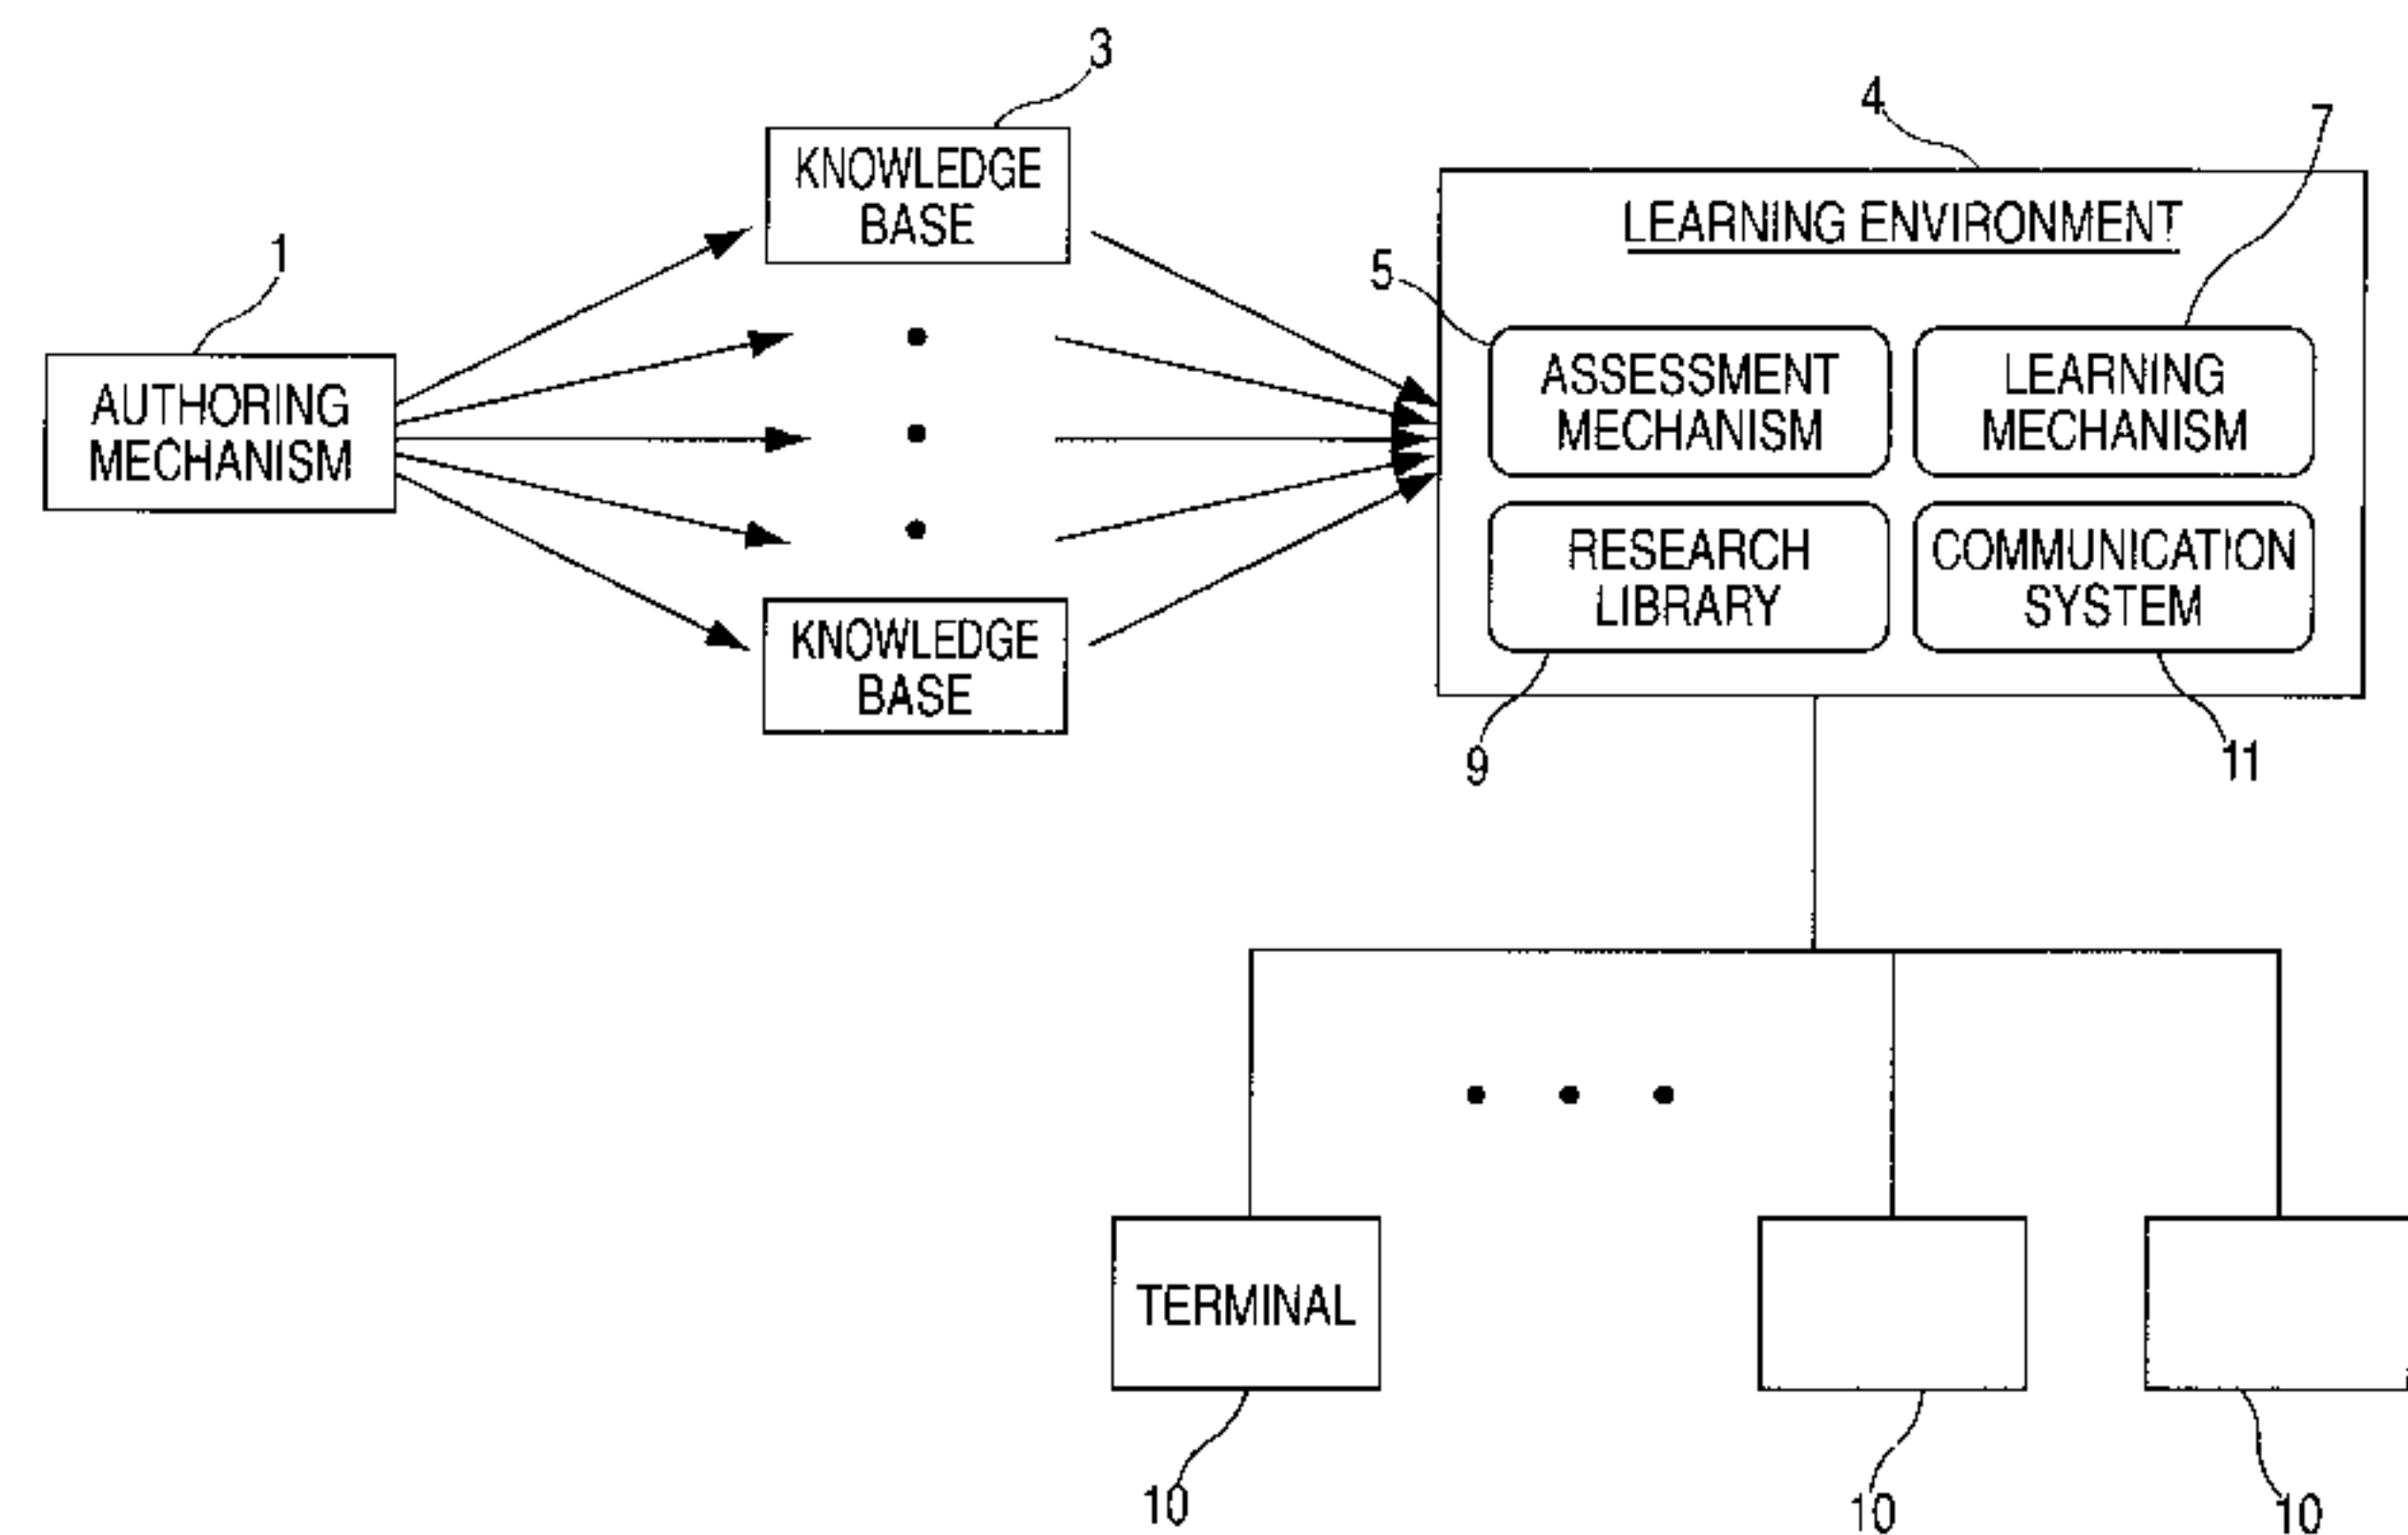 3
4
7
KNOWLEDGE
BASE
LEARNING ENVIRONMENT
1
5
AUTHORING
MECHANISM
ASSESSMENT
MECHANISM
LEARNING
MECHANISM
RESEARCH
LIBRARY
COMMUNICATION
SYSTEM
KNOWLEDGE
BASE
9
11
TERMINAL
10
10
10